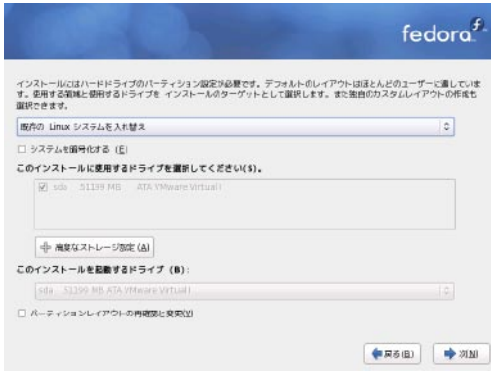 fedora
インストールにはハードドライブのパーティション設定が必要です。デフォルトのレイアウトはほとんどのユーザーに適していま
す。使用する領域と使用するドライブを インストールのターゲットとして選択します。また独自のカスタムレイアウトの作成も
選択できます。
既存の Linux システムを入れ替え
システムを暗号化する (E)
このインストールに使用するドライブを選択してください(S)。
sda 51199 MB ATA VMware Virtual I
高度なストレージ設定 (A)
このインストールを起動するドライブ (B):
sda 51199 MB ATA VMware Virtual I
パーティションレイアウトの再確認と変更(V)
戻る(B)
次(N)